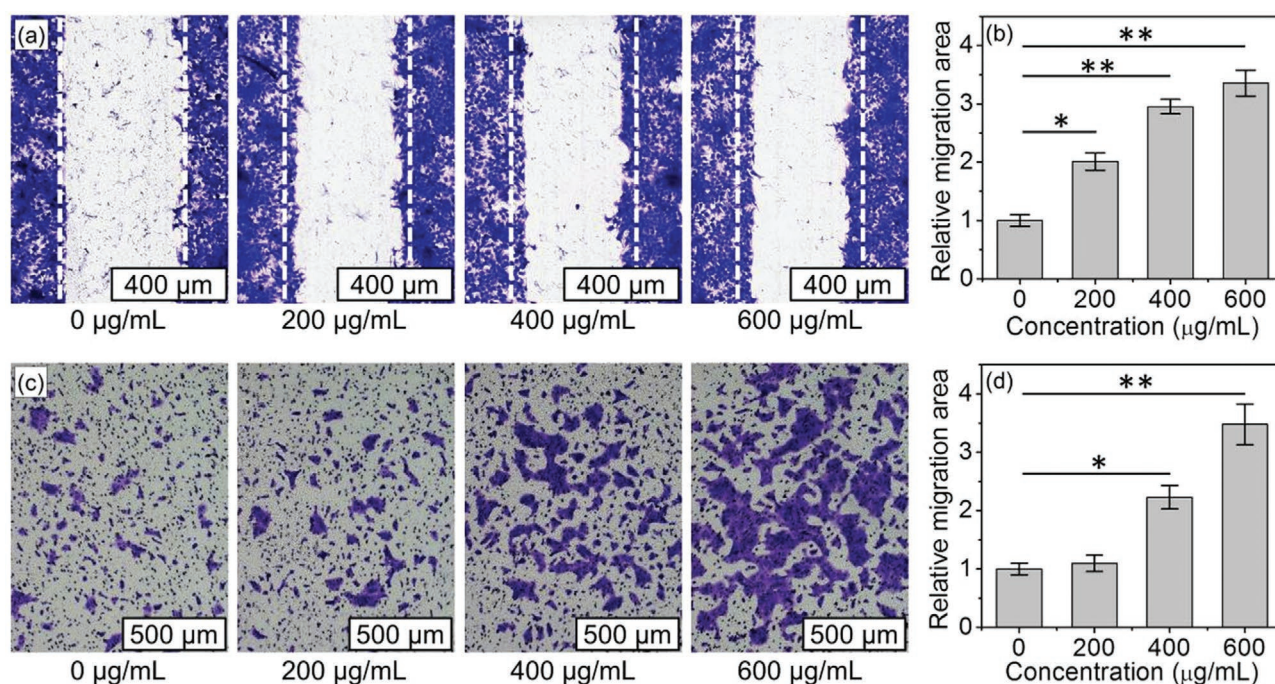 (a)
400 µm
400 µm
400 µm
400 µm
0 µg/mL
200 µg/mL
400 µg/mL
600 µg/mL
(b)
Relative migration area
4
3
2
1
0
**
**
*
0
200
400
600
Concentration (µg/mL)
(c)
500 µm
500 µm
500 µm
500 µm
0 µg/mL
200 µg/mL
400 µg/mL
600 µg/mL
(d)
Relative migration area
4
3
2
1
0
**
*
0
200
400
600
Concentration (µg/mL)